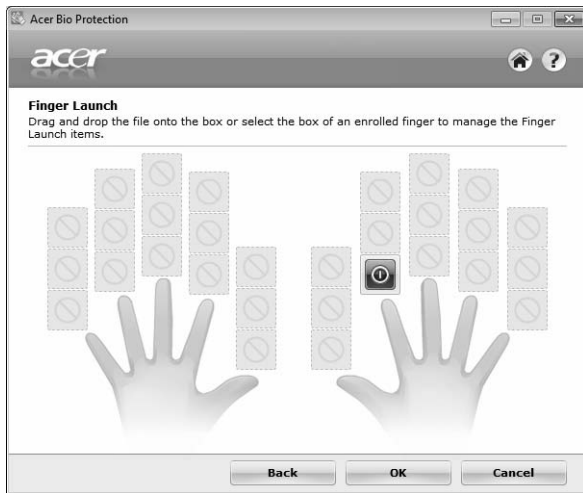 Acer Bio Protection
acer
?
Finger Launch
Drag and drop the file onto the box or select the box of an enrolled finger to manage the Finger
Launch items.
Back OK Cancel